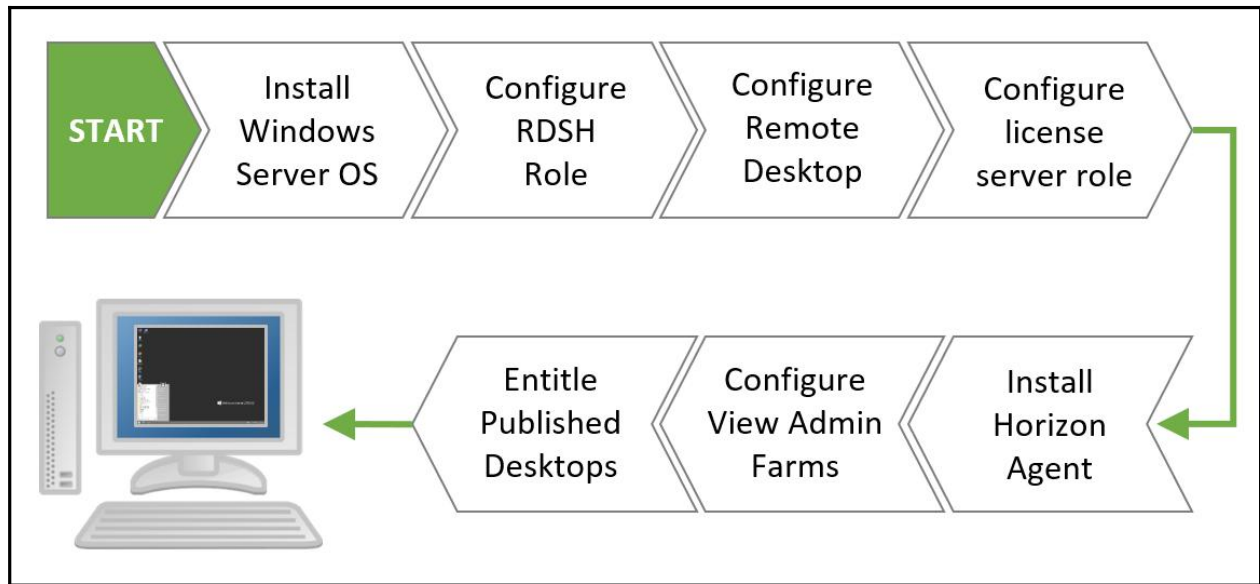 START
Install
Windows
Server OS
Configure
RDSH
Role
Configure
Remote
Desktop
Configure
license
server role
Install
Horizon
Agent
Configure
View Admin
Farms
Entitle
Published
Desktops